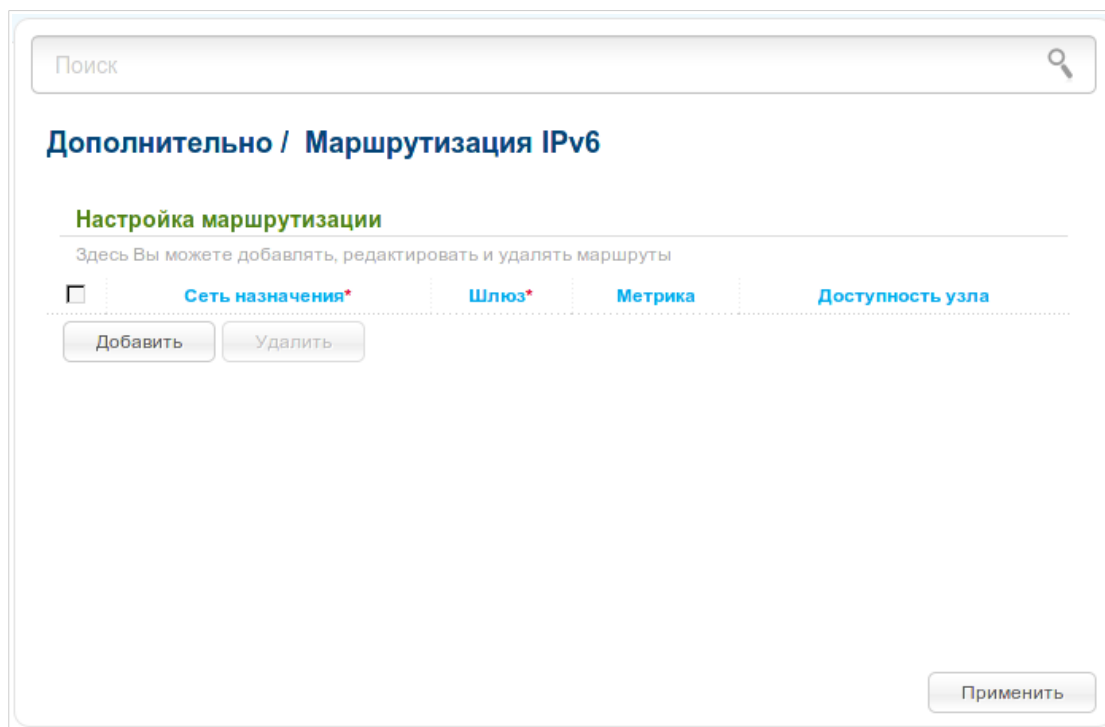 Поиск
Дополнительно / Маршрутизация IPv6
Настройка маршрутизации
Здесь Вы можете добавлять, редактировать и удалять маршруты
Сеть назначения* Шлюз* Метрика Доступность узла
Добавить Удалить
Применить